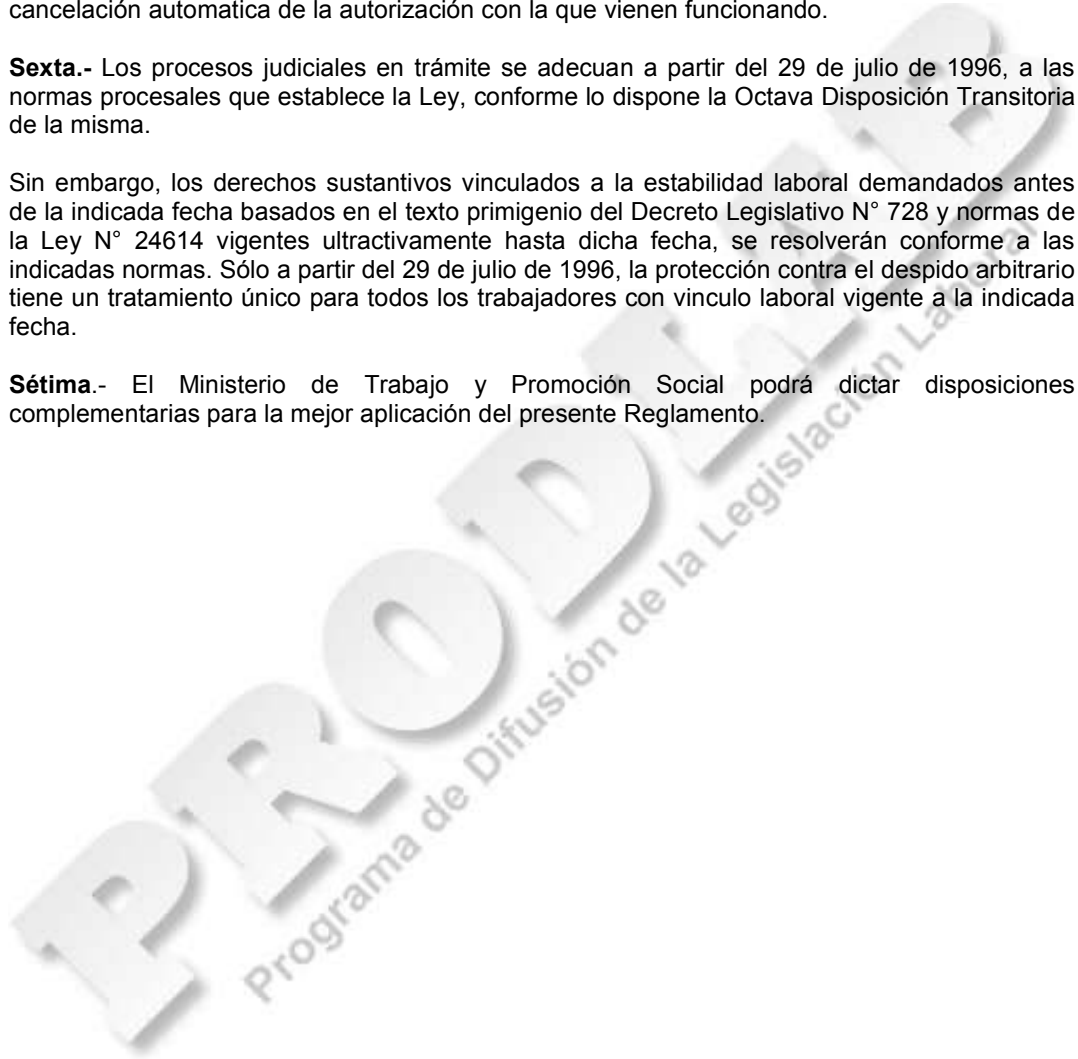 cancelación automatica de la autorización con la que vienen funcionando.
Sexta.- Los procesos judiciales en trámite se adecuan a partir del 29 de julio de 1996, a las
normas procesales que establece la Ley, conforme lo dispone la Octava Disposición Transitoria
de la misma.
Sin embargo, los derechos sustantivos vinculados a la estabilidad laboral demandados antes
de la indicada fecha basados en el texto primigenio del Decreto Legislativo N° 728 y normas de
la Ley N° 24614 vigentes ultractivamente hasta dicha fecha, se resolverán conforme a las
indicadas normas. Sólo a partir del 29 de julio de 1996, la protección contra el despido arbitrario
tiene un tratamiento único para todos los trabajadores con vinculo laboral vigente a la indicada
fecha.
Sétima.- El Ministerio de Trabajo y Promoción Social podrá dictar disposiciones
complementarias para la mejor aplicación del presente Reglamento.
PRODLAB
Programa de Difusión de la Legislación Laboral